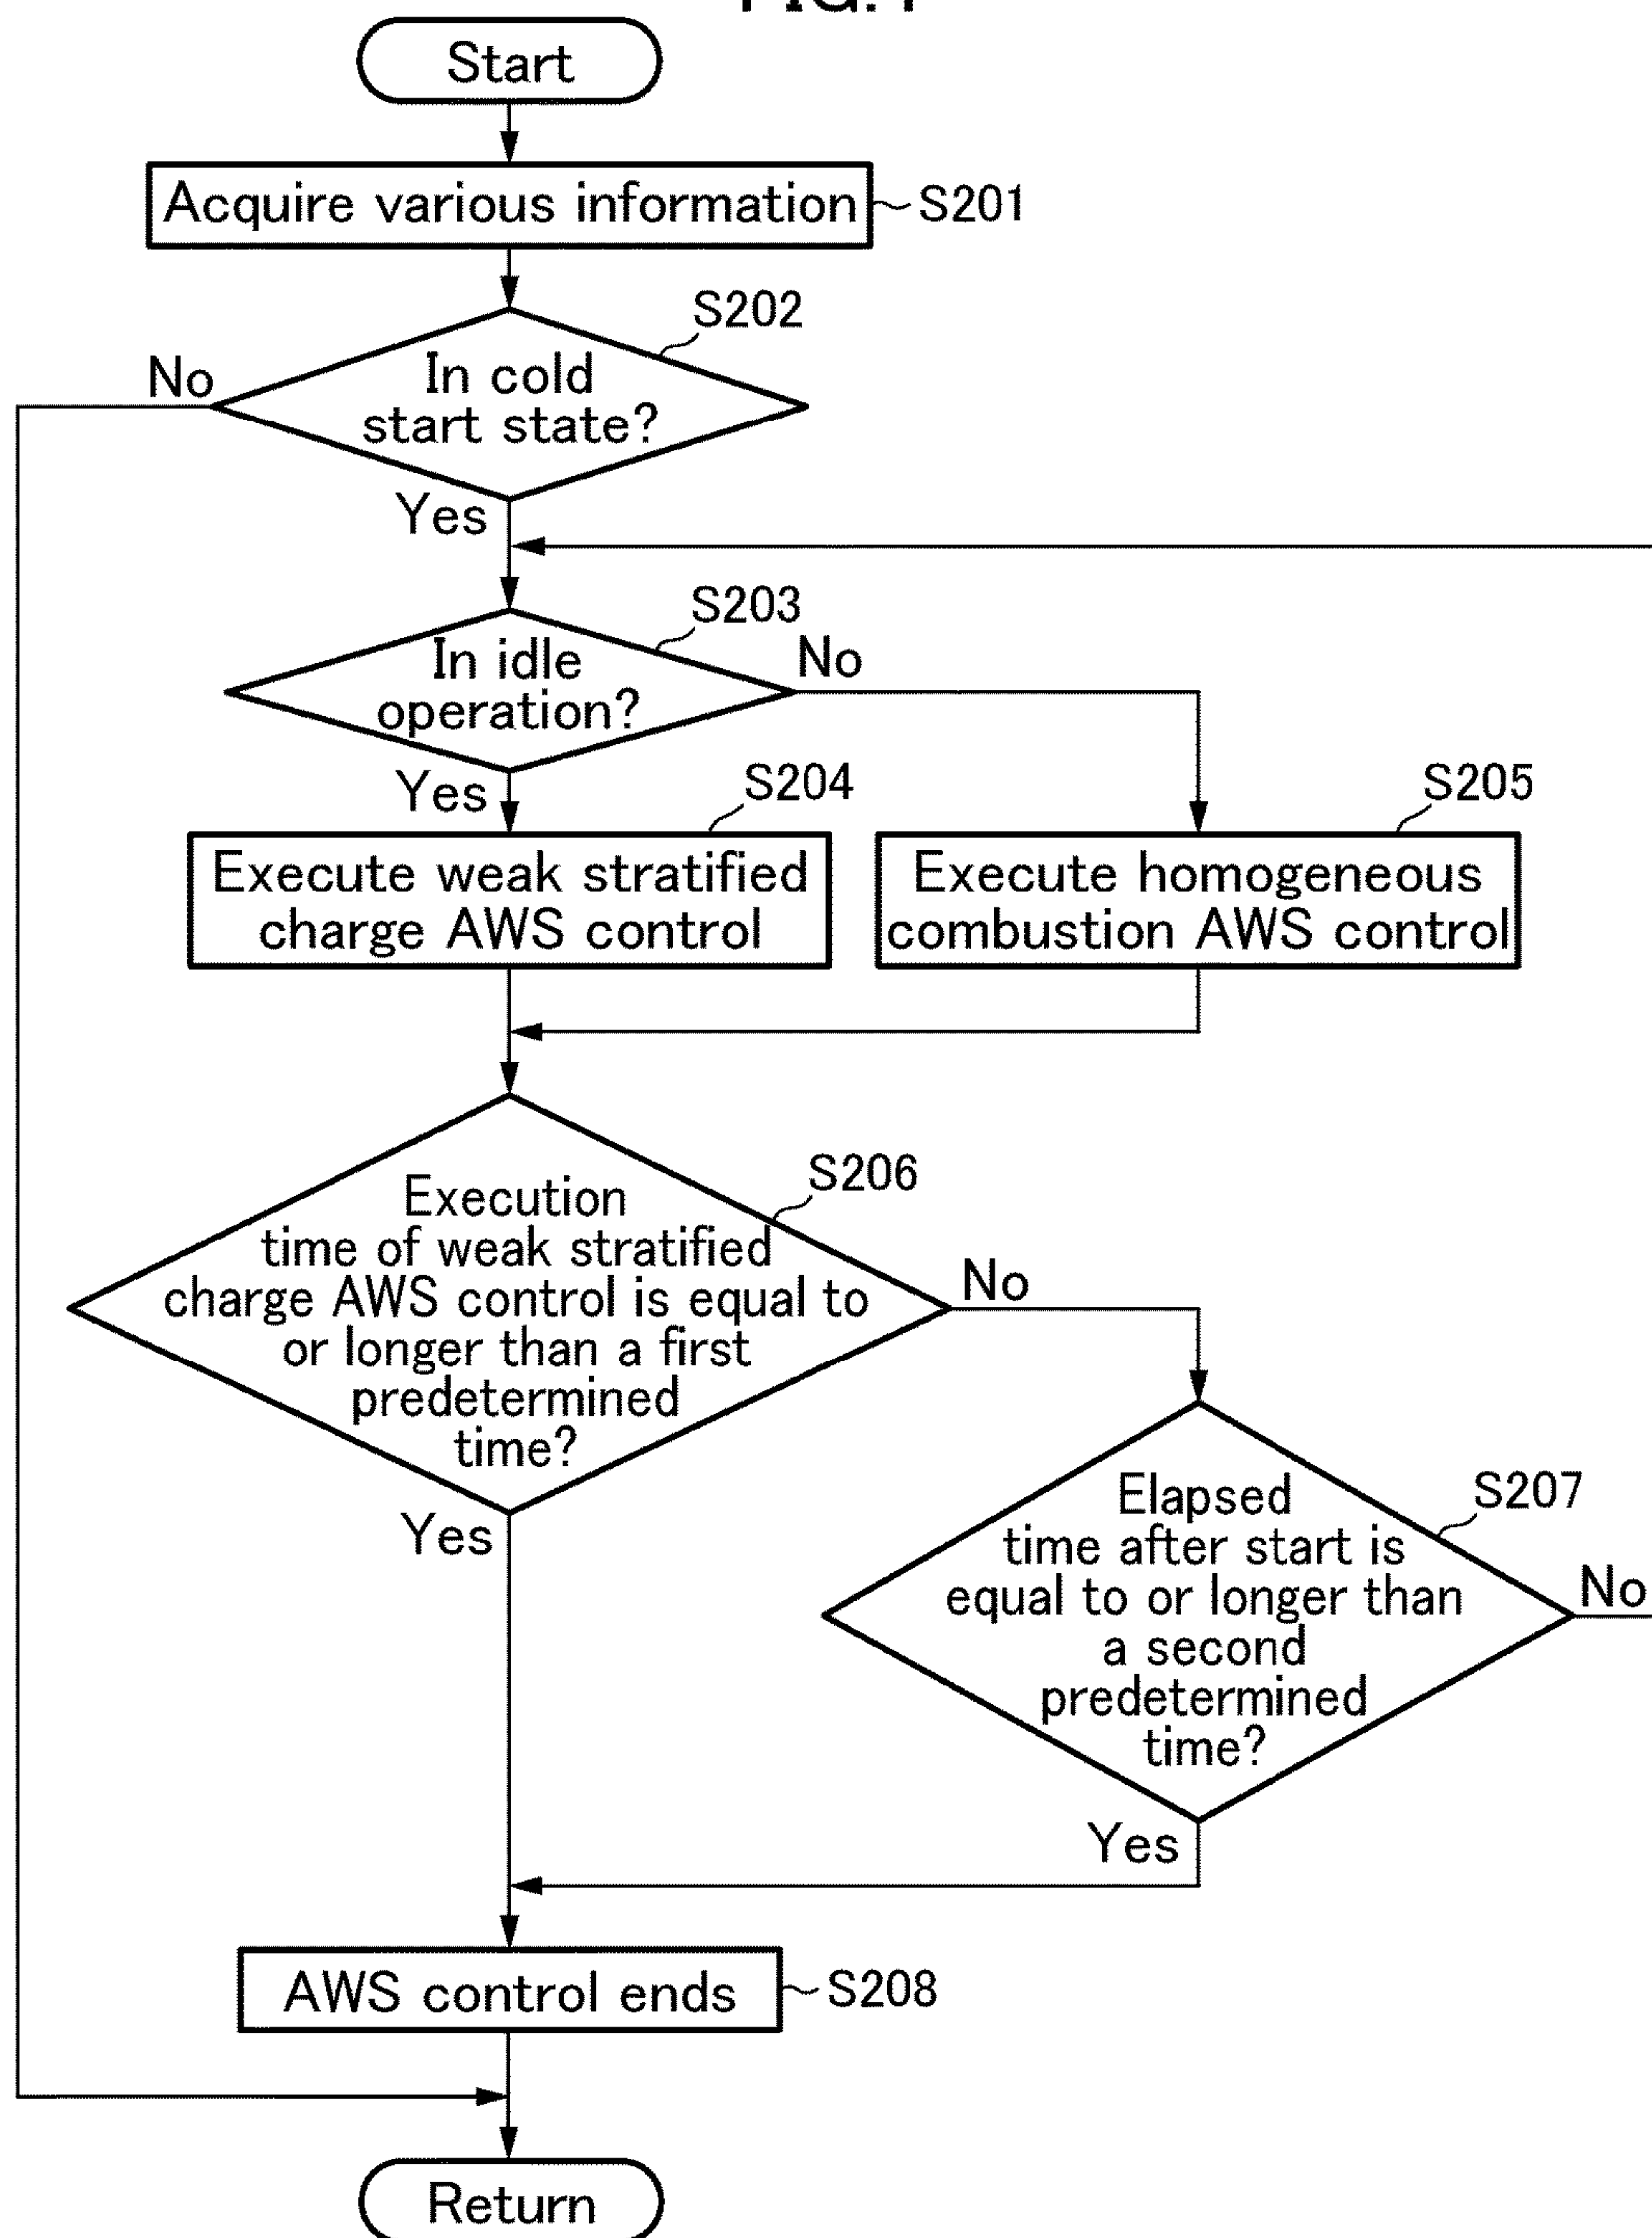 Start
Acquire various information
S201
S202
In cold
start state?
No
Yes
S203
In idle
operation?
No
Yes
S204
Execute weak stratified
charge AWS control
S205
Execute homogeneous
combustion AWS control
S206
Execution
time of weak stratified
charge AWS control is equal to
or longer than a first
predetermined
time?
No
Yes
S207
Elapsed
time after start is
equal to or longer than
a second
predetermined
time?
No
Yes
AWS control ends
S208
Return